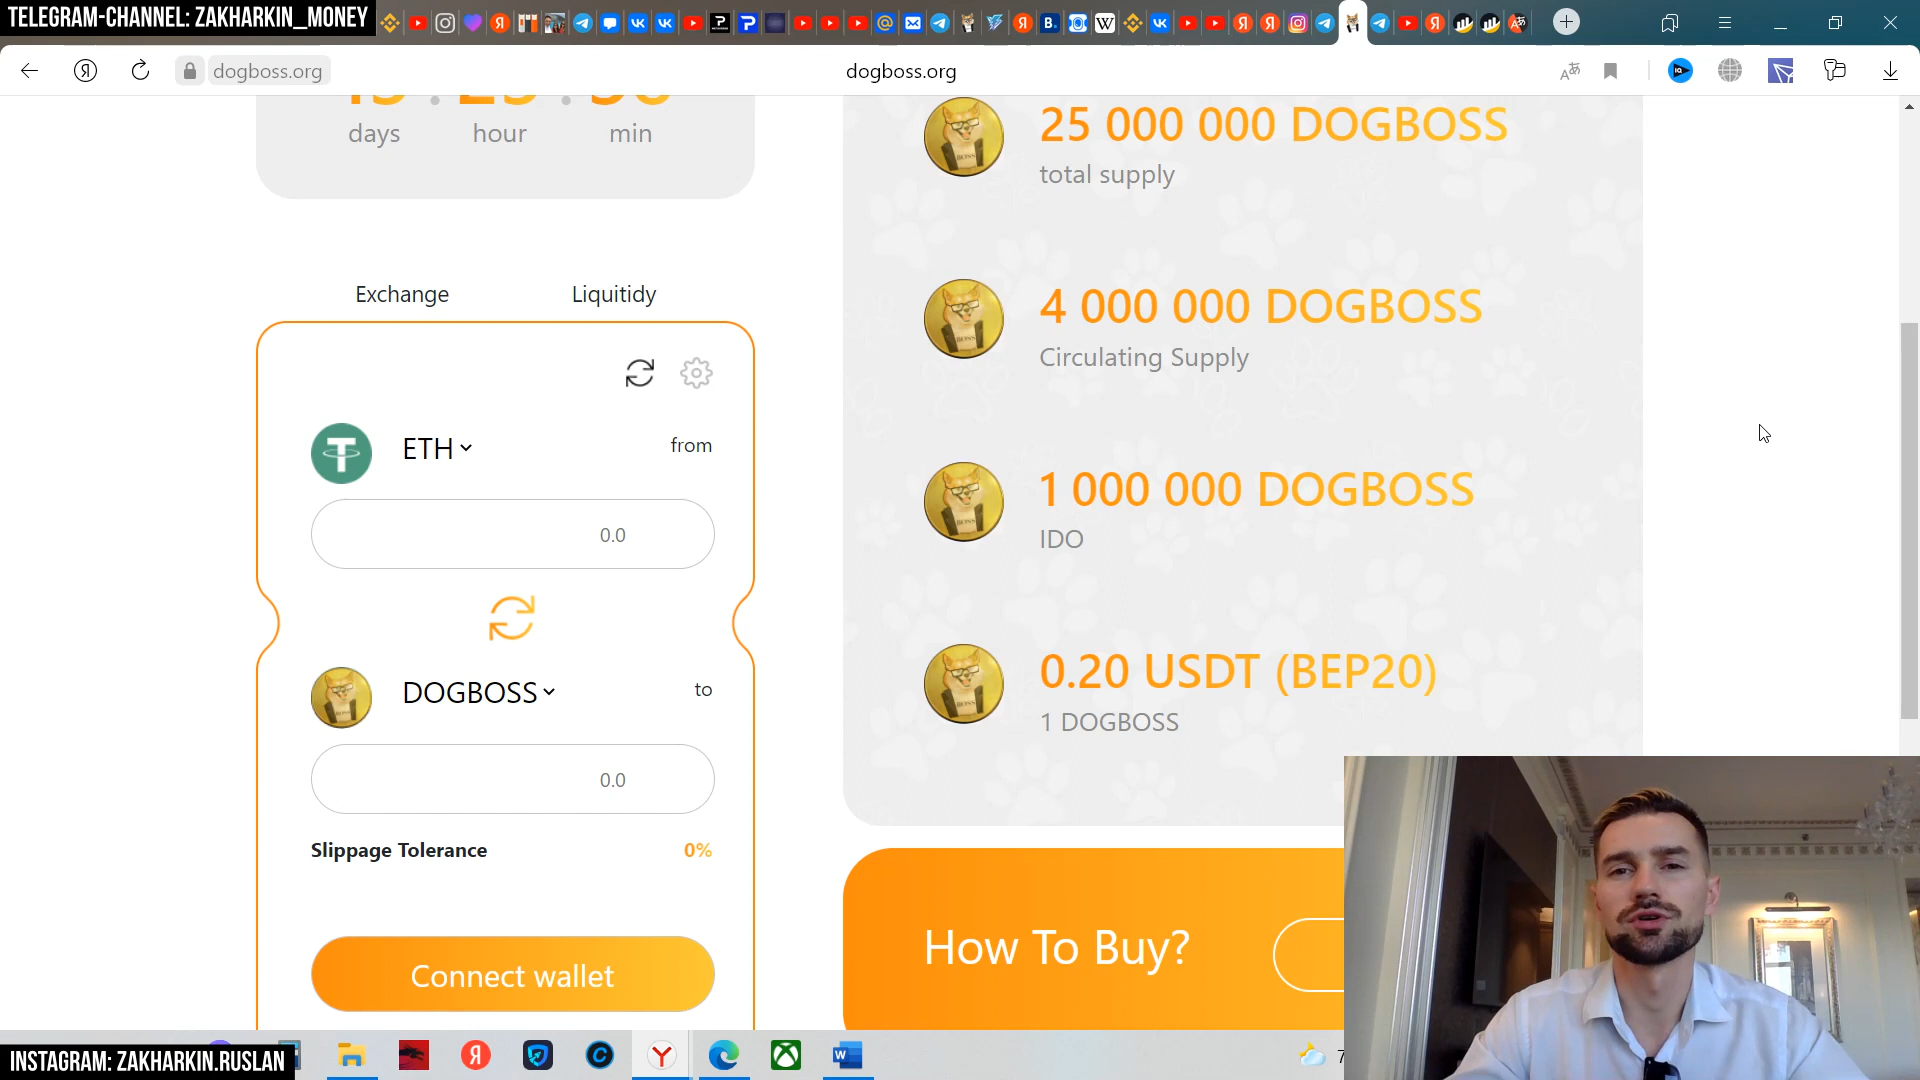 TELEGRAM-CHANNEL: ZAKHARKIN_MONEY
dogboss.org
dogboss.org
days
hour
min
25 000 000 DOGBOSS
total supply
Exchange
Liquitidy
4 000 000 DOGBOSS
Circulating Supply
ETH
from
0.0
1 000 000 DOGBOSS
IDO
DOGBOSS
to
0.0
0.20 USDT (BEP20)
1 DOGBOSS
Slippage Tolerance
0%
Connect wallet
How To Buy?
INSTAGRAM: ZAKHARKIN.RUSLAN